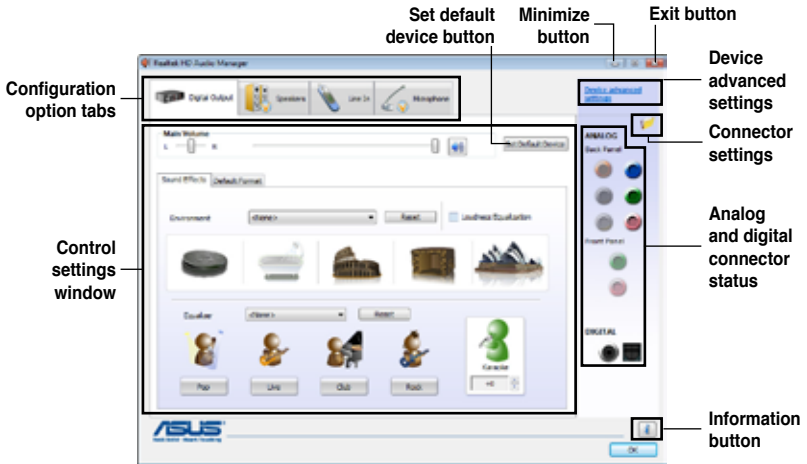 Set default
device button
Minimize
button
Exit button
Realtek HD Audio Manager
Configuration
option tabs
Digital Output
Speakers
Line In
Microphone
Device advanced
settings
Device
advanced
settings
Main Volume
L
R
Set Default Device
ANALOG
Back Panel
Connector
settings
Sound Effects
Default Format
Environment
<None>
Reset
Loudness Equalization
Control
settings
window
Front Panel
Analog
and digital
connector
status
Equalizer
<None>
Reset
DIGITAL
Pop
Live
Club
Rock
Karaoke
+0
ASUS
Information
button
OK